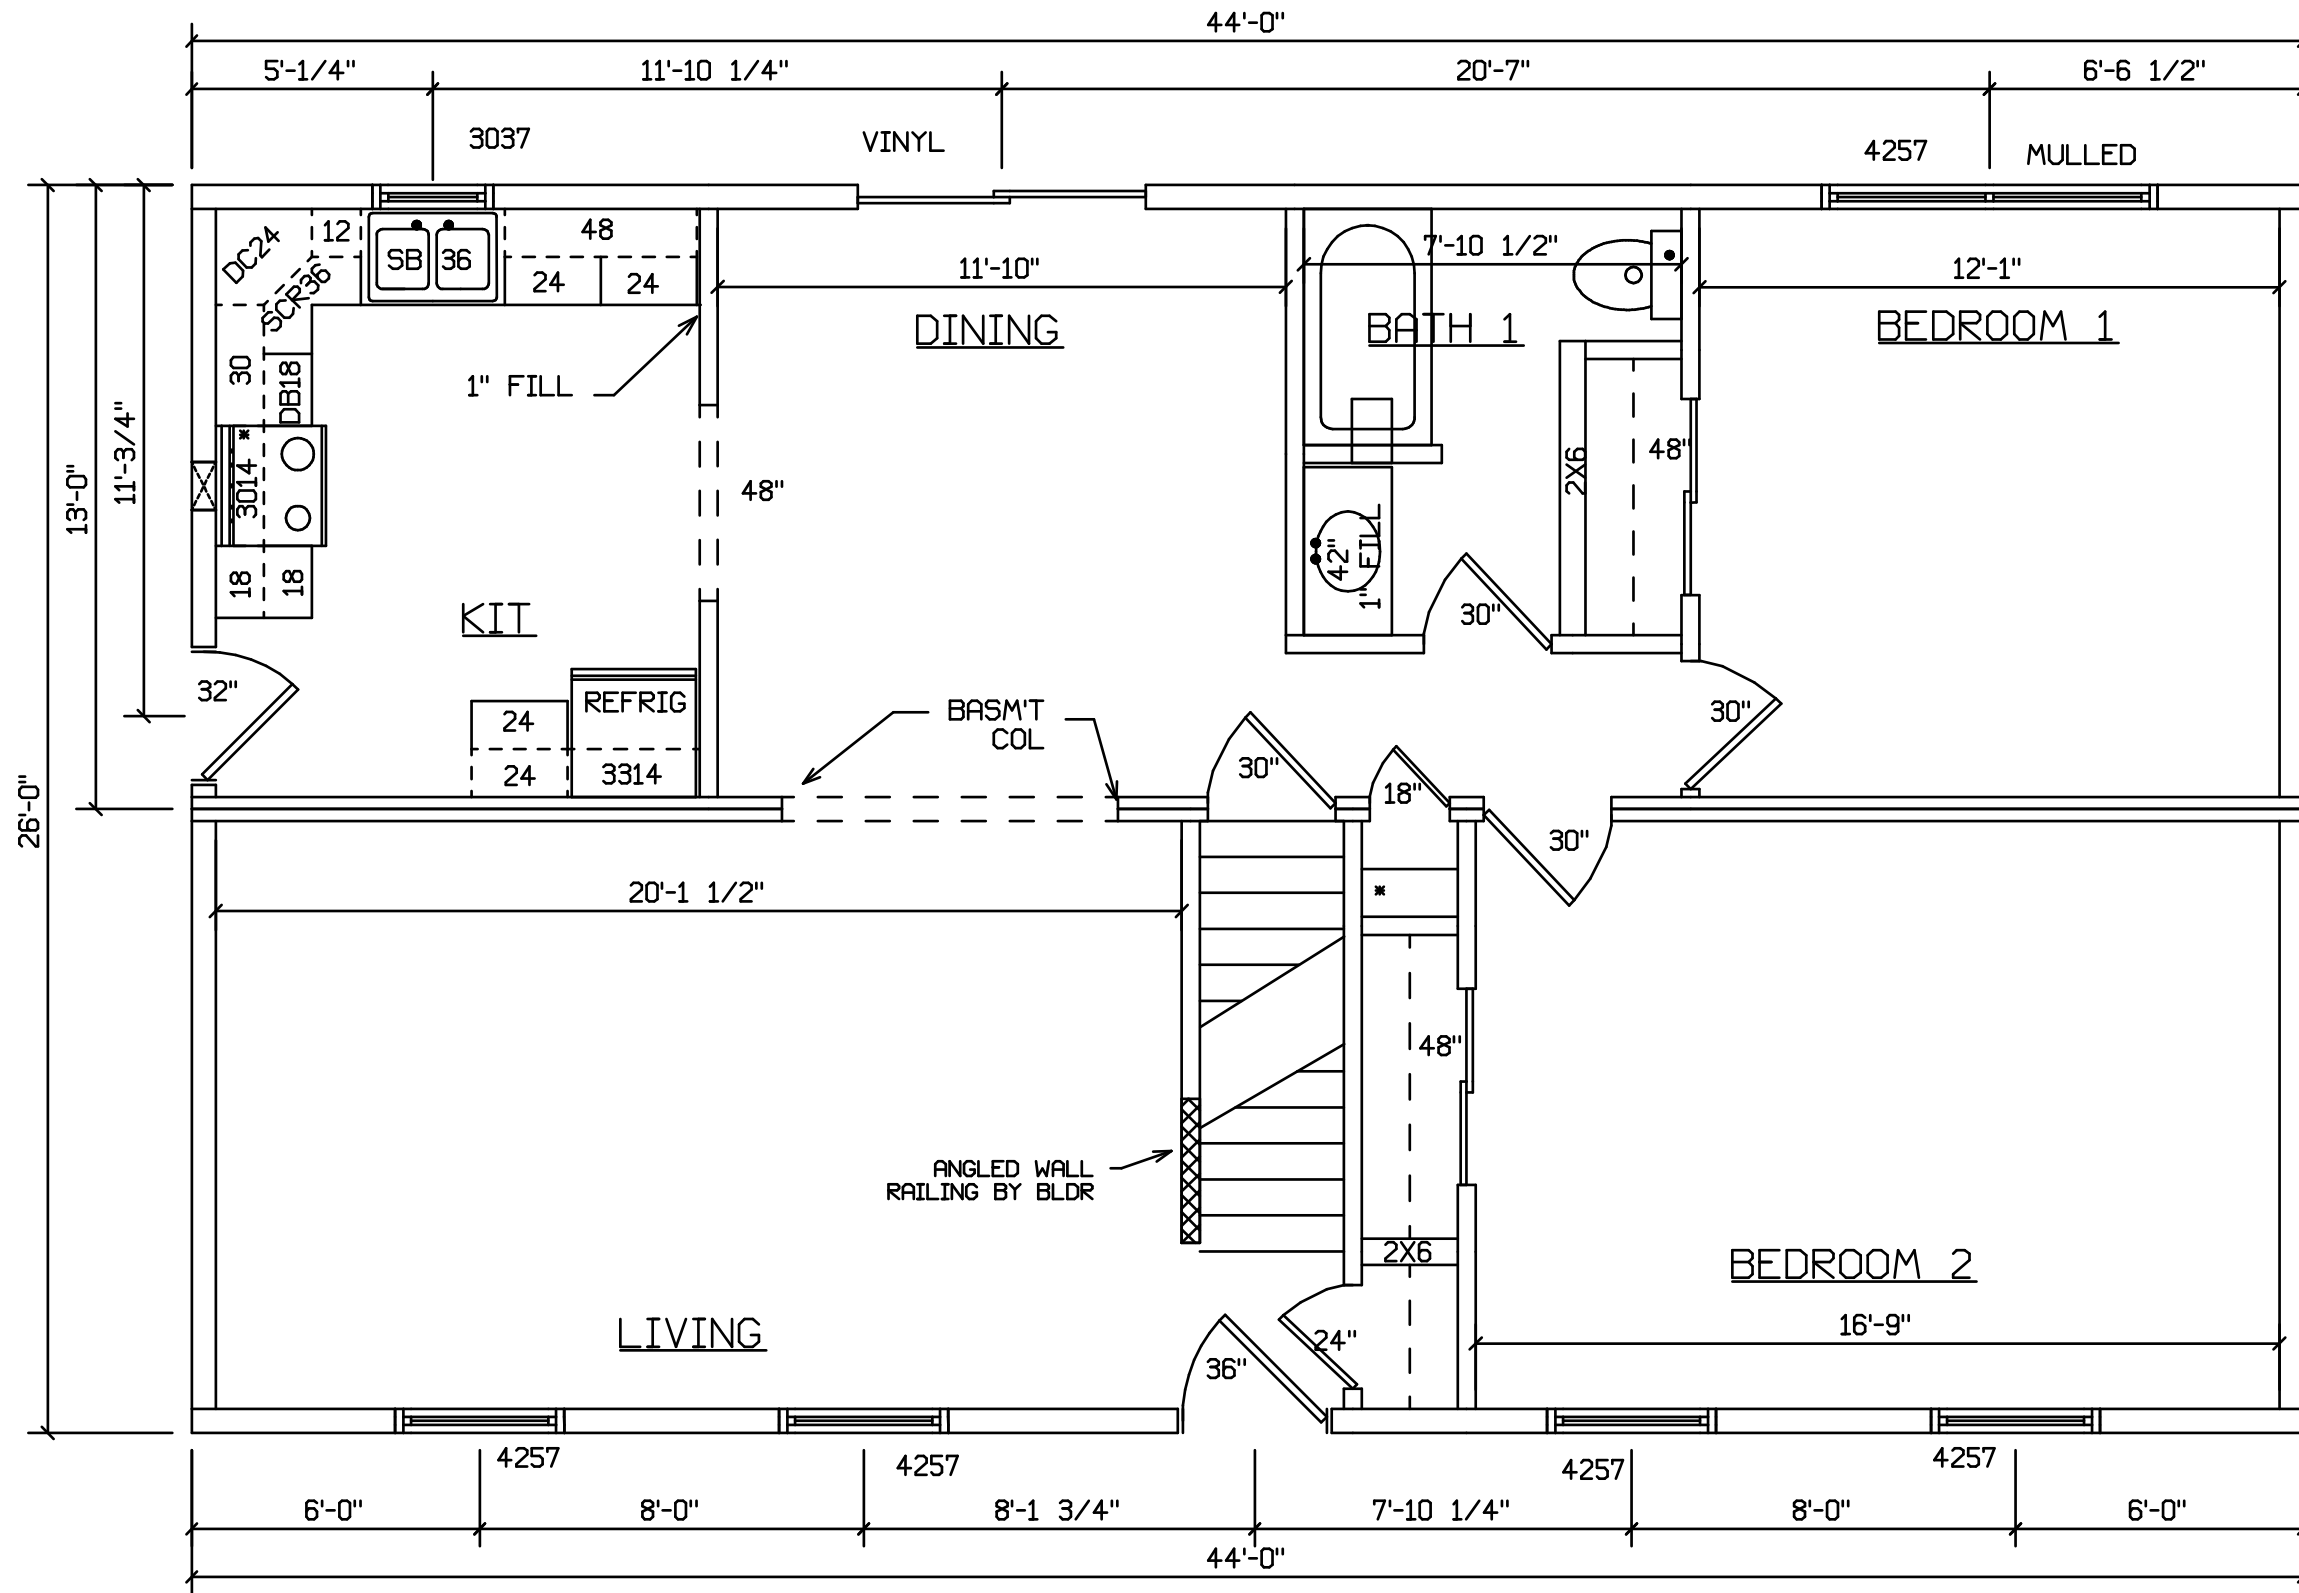 44'-0"
5'-1/4" 11'-10 1/4" 20'-7" 6'-6 1/2"
3037 VINYL 4257 MULLED
DC24 12 SB 36 48
24 24
SCR36
11'-10" 7'-10 1/2" 12'-1"
DINING BATH 1 BEDROOM 1
30 DB18
1" FILL
3014
48"
2X6 48"
13'-0" 11'-3/4"
18 18
42" 1" FILL
KIT
30"
32"
REFRIG
24
24 3314
BASM'T
COL
30"
30"
18"
30"
26'-0"
20'-1 1/2"
48"
ANGLED WALL
RAILING BY BLDR
2X6
BEDROOM 2
LIVING
16'-9"
24"
36"
4257 4257 4257 4257
6'-0" 8'-0" 8'-1 3/4" 7'-10 1/4" 8'-0" 6'-0"
44'-0"